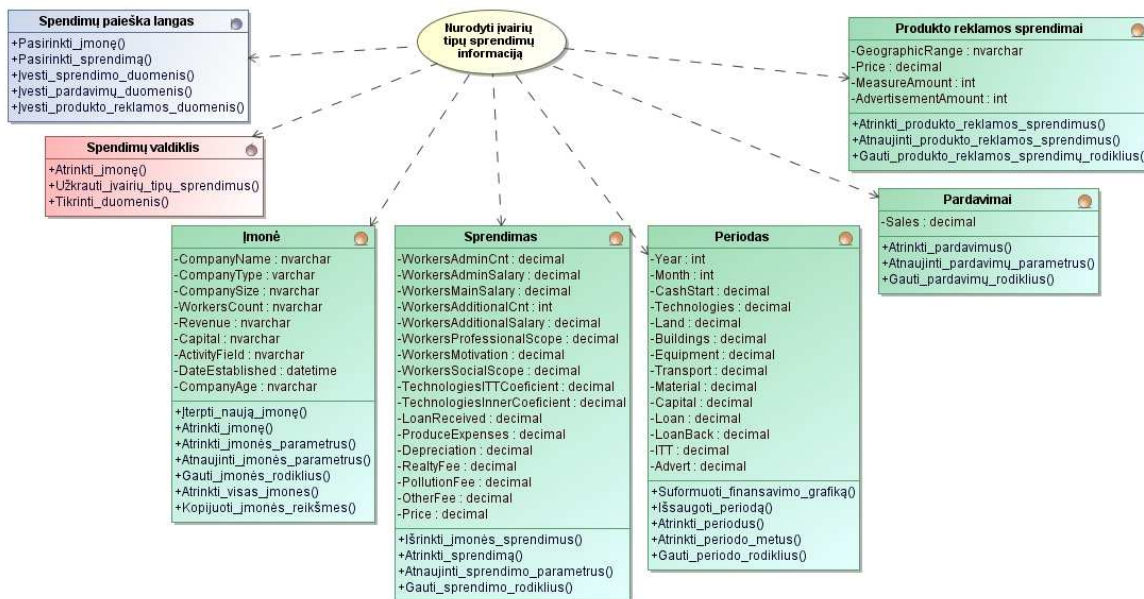 Spendimų paieška langas
+Pasirinkti_įmonę()
+Pasirinkti_sprendimą()
+Įvesti_sprendimo_duomenis()
+Įvesti_pardavimų_duomenis()
+Įvesti_produkto_reklamos_duomenis()
Nurodyti įvairių
tipų sprendimų
informaciją
Produkto reklamos sprendimai
-GeographicRange : nvarchar
-Price : decimal
-MeasureAmount : int
-AdvertisementAmount : int
+Atrinkti_produkto_reklamos_sprendimus()
+Atnaujinti_produkto_reklamos_sprendimus()
+Gauti_produkto_reklamos_sprendimų_rodiklius()
Spendimų valdiklis
+Atrinkti_įmonę()
+Užkrauti_įvairių_tipų_sprendimus()
+Tikrinti_duomenis()
Pardavimai
-Sales : decimal
+Atrinkti_pardavimus()
+Atnaujinti_pardavimų_parametrus()
+Gauti_pardavimų_rodiklius()
Įmonė
-CompanyName : nvarchar
-CompanyType : varchar
-CompanySize : nvarchar
-WorkersCount : nvarchar
-Revenue : nvarchar
-Capital : nvarchar
-ActivityField : nvarchar
-DateEstablished : datetime
-CompanyAge : nvarchar
+Įterpti_naują_įmonę()
+Atrinkti_įmonę()
+Atrinkti_įmonės_parametrus()
+Atnaujinti_įmonės_parametrus()
+Gauti_įmonės_rodiklius()
+Atrinkti_visas_įmones()
+Kopijuoti_įmonės_reikšmes()
Sprendimas
-WorkersAdminCnt : decimal
-WorkersAdminSalary : decimal
-WorkersMainSalary : decimal
-WorkersAdditionalCnt : int
-WorkersAdditionalSalary : decimal
-WorkersProfessionalScope : decimal
-WorkersMotivation : decimal
-WorkersSocialScope : decimal
-TechnologiesITTCoeficient : decimal
-TechnologiesInnerCoefficient : decimal
-LoanReceived : decimal
-ProduceExpenses : decimal
-Depreciation : decimal
-RealtyFee : decimal
-PollutionFee : decimal
-OtherFee : decimal
-Price : decimal
+Išrinkti_įmonės_sprendimus()
+Atrinkti_sprendimą()
+Atnaujinti_sprendimo_parametrus()
+Gauti_sprendimo_rodiklius()
Periodas
-Year : int
-Month : int
-CashStart : decimal
-Technologies : decimal
-Land : decimal
-Buildings : decimal
-Equipment : decimal
-Transport : decimal
-Material : decimal
-Capital : decimal
-Loan : decimal
-LoanBack : decimal
-ITT : decimal
-Advert : decimal
+Suformuoti_finansavimo_grafiką()
+Išsaugoti_periodą()
+Atrinkti_periodus()
+Atrinkti_periodo_metus()
+Gauti_periodo_rodiklius()